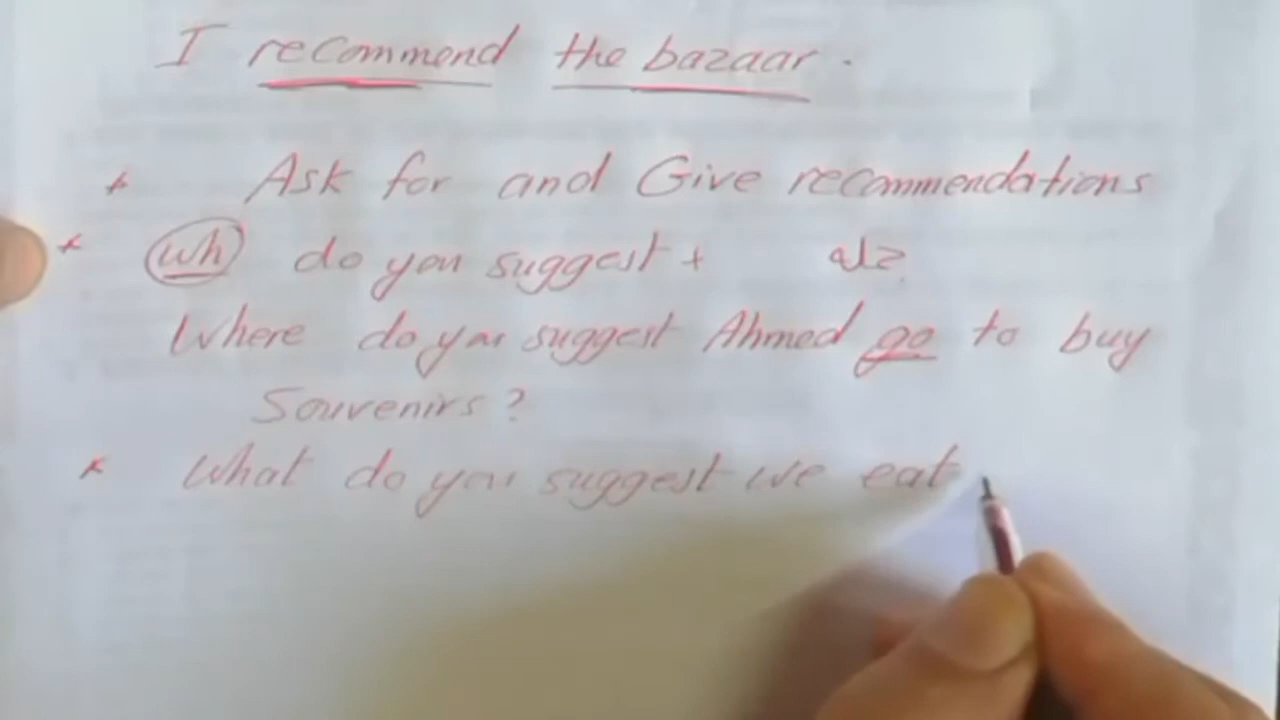 I recommend the bazaar.
* Ask for and Give recommendations
* wh do you suggest +
Where do you suggest Ahmed go to buy
Souvenirs?
* What do you suggest we eat